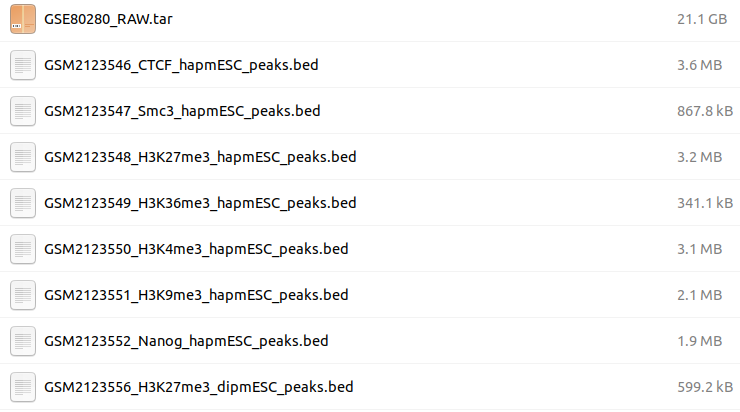 GSE80280_RAW.tar 21.1 GB
GSM2123546_CTCF_hapmESC_peaks.bed 3.6 MB
GSM2123547_Smc3_hapmESC_peaks.bed 867.8 kB
GSM2123548_H3K27me3_hapmESC_peaks.bed 3.2 MB
GSM2123549_H3K36me3_hapmESC_peaks.bed 341.1 kB
GSM2123550_H3K4me3_hapmESC_peaks.bed 3.1 MB
GSM2123551_H3K9me3_hapmESC_peaks.bed 2.1 MB
GSM2123552_Nanog_hapmESC_peaks.bed 1.9 MB
GSM2123556_H3K27me3_dipmESC_peaks.bed 599.2 kB